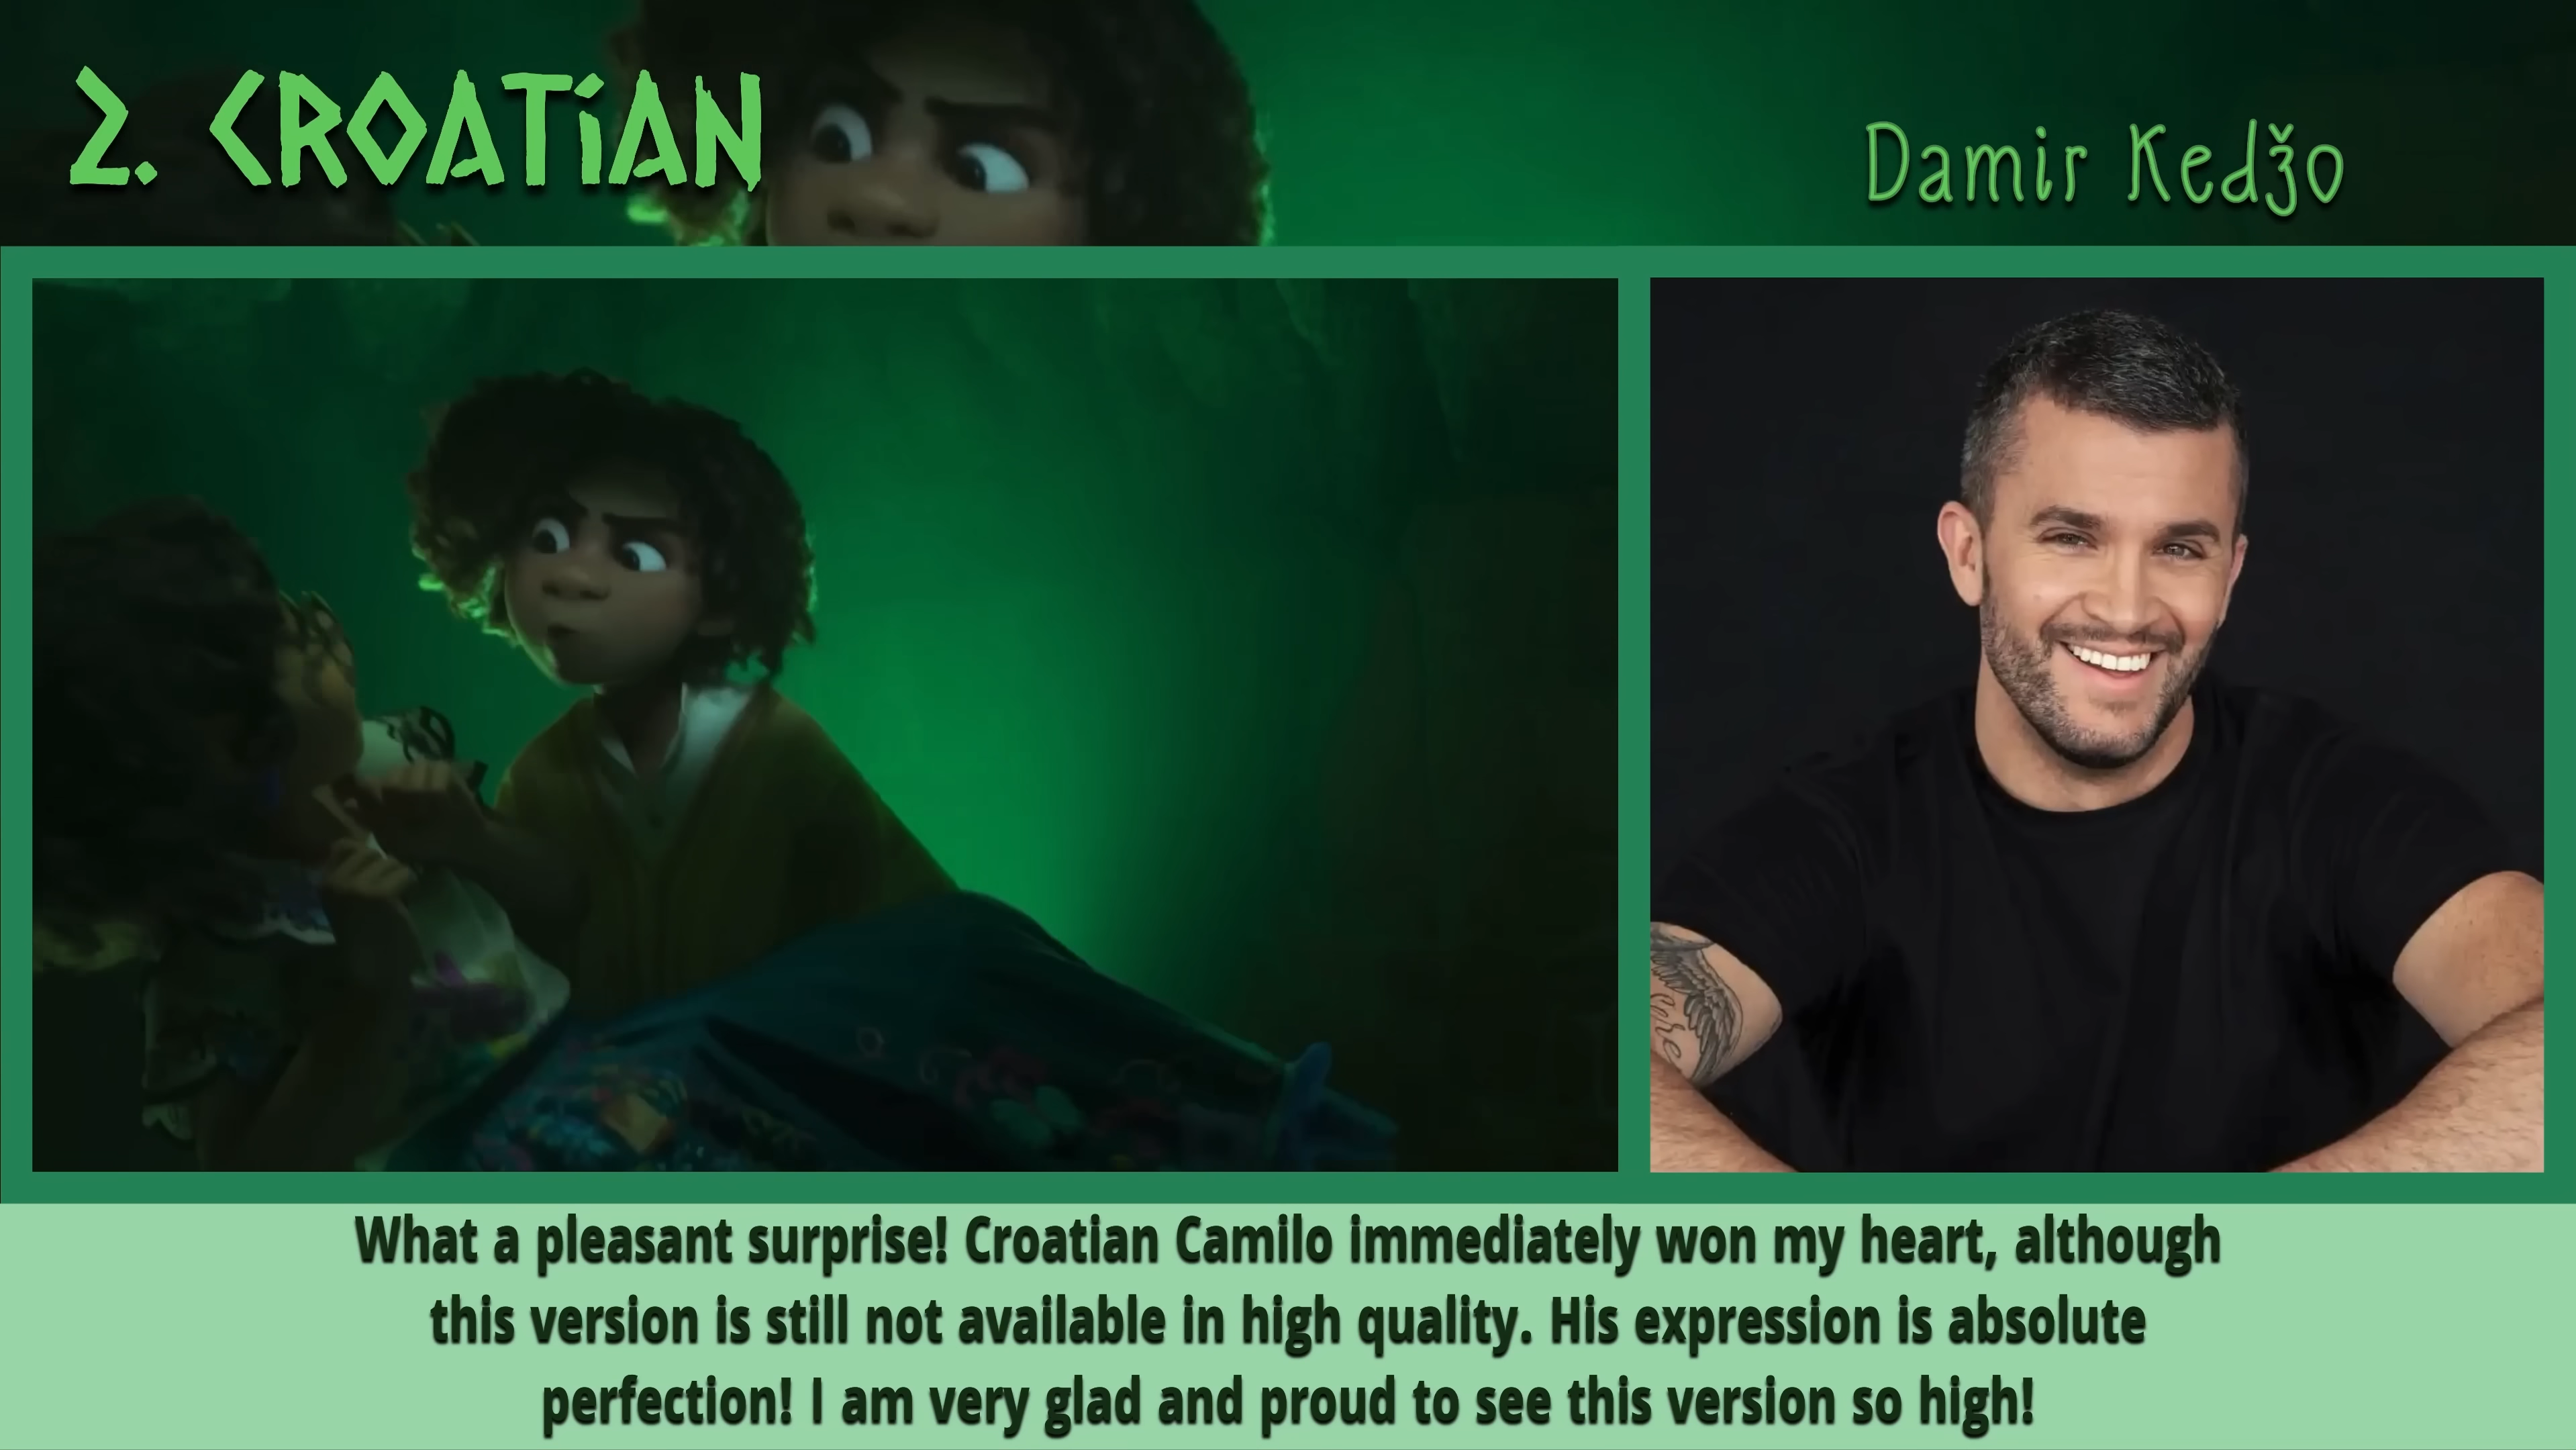 2. CROATIAN
Damir Kedžo
What a pleasant surprise! Croatian Camilo immediately won my heart, although
this version is still not available in high quality. His expression is absolute
perfection! I am very glad and proud to see this version so high!